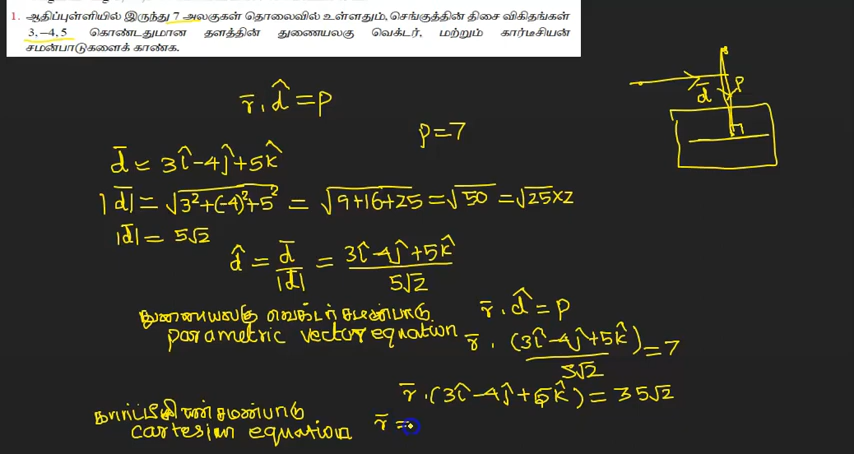 1. ஆதிப்புள்ளியில் இருந்து 7 அலகுகள் தொலைவில் உள்ளதும், செங்குத்தின் திசை விகிதங்கள்
3, −4, 5 கொண்டதுமான தளத்தின் துணையலகு வெக்டர், மற்றும் கார்டீசியன்
சமன்பாடுகளைக் காண்க.
r̄ . d̂ = p
p = 7
d̄ p
d̄ = 3î − 4ĵ + 5k̂
|d̄| = √(3² + (−4)² + 5²) = √(9+16+25) = √50 = √(25×2)
|d̄| = 5√2
d̂ = d̄/|d̄| = (3î − 4ĵ + 5k̂)/5√2
துணையலகு வெக்டர் சமன்பாடு
parametric vector equation
r̄ . d̂ = p
r̄ . (3î − 4ĵ + 5k̂)/5√2 = 7
r̄ . (3î − 4ĵ + 5k̂) = 35√2
கார்டீசியன் சமன்பாடு
cartesian equation
r̄ =